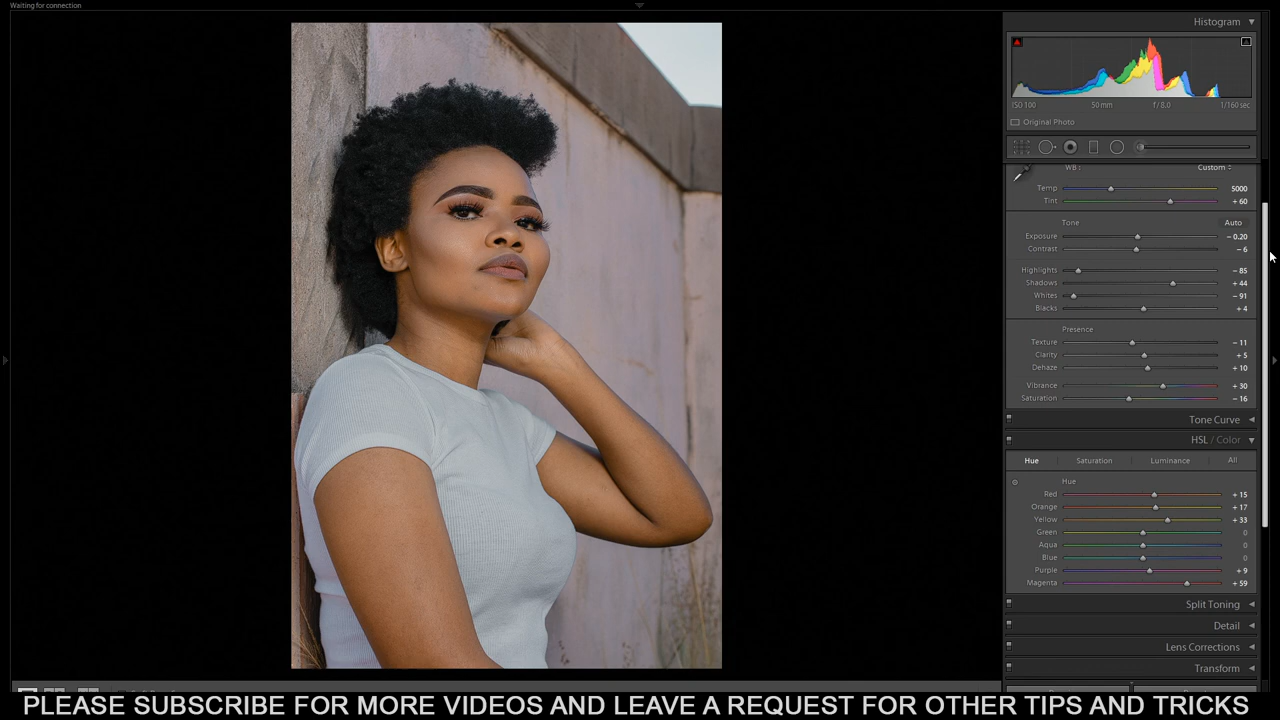 Waiting for connection
Histogram
ISO 100 50 mm f / 8.0 1/160 sec
Original Photo
WB : Custom
Temp 5000
Tint + 60
Tone Auto
Exposure – 0.20
Contrast – 6
Highlights – 85
Shadows + 44
Whites – 91
Blacks + 4
Presence
Texture – 11
Clarity + 5
Dehaze + 10
Vibrance + 30
Saturation – 16
Tone Curve
HSL / Color
Hue Saturation Luminance All
Hue
Red + 15
Orange + 17
Yellow + 33
Green 0
Aqua 0
Blue 0
Purple + 9
Magenta + 59
Split Toning
Detail
Lens Corrections
Transform
PLEASE SUBSCRIBE FOR MORE VIDEOS AND LEAVE A REQUEST FOR OTHER TIPS AND TRICKS